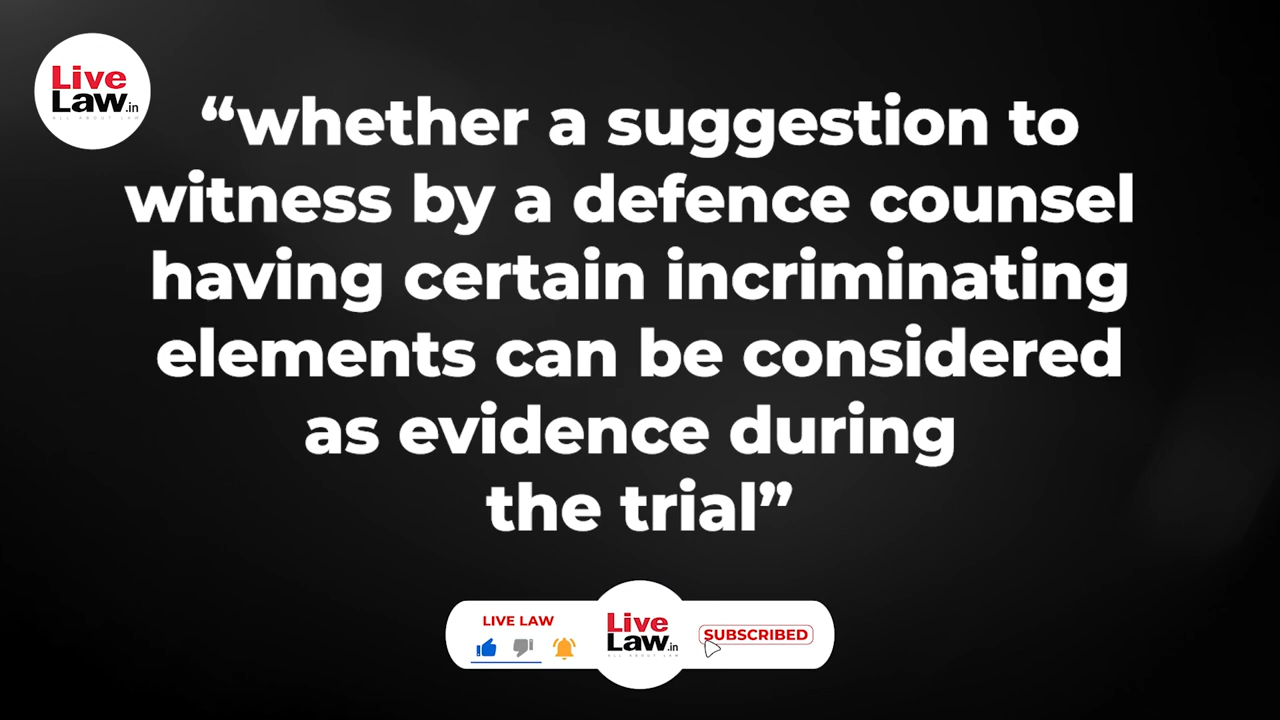 Live
Law.in
ALL ABOUT LAW
“whether a suggestion to
witness by a defence counsel
having certain incriminating
elements can be considered
as evidence during
the trial”
LIVE LAW
Live
Law.in
ALL ABOUT LAW
SUBSCRIBED